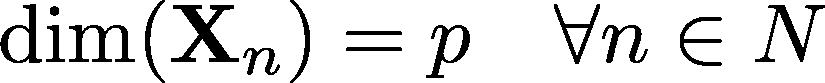 dim(𝐗ₙ) = p ∀n ∈ N